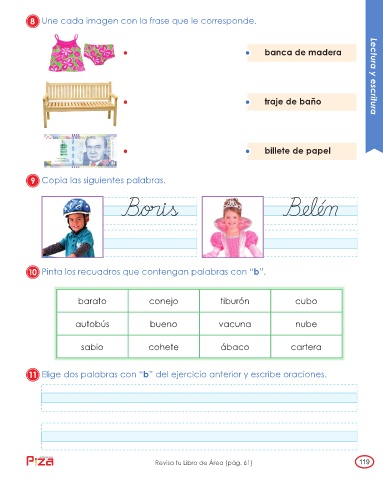 8 Une cada imagen con la frase que le corresponde.
banca de madera
traje de baño
billete de papel
Lectura y escritura
9 Copia las siguientes palabras.
Boris Belén
10 Pinta los recuadros que contengan palabras con “b”.
barato conejo tiburón cubo
autobús bueno vacuna nube
sabio cohete ábaco cartera
11 Elige dos palabras con “b” del ejercicio anterior y escribe oraciones.
Revisa tu Libro de Área (pág. 61)
119